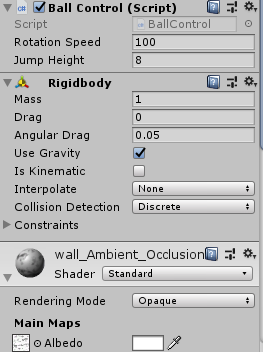 Ball Control (Script)
Script BallControl
Rotation Speed 100
Jump Height 8
Rigidbody
Mass 1
Drag 0
Angular Drag 0.05
Use Gravity
Is Kinematic
Interpolate None
Collision Detection Discrete
Constraints
wall_Ambient_Occlusion
Shader Standard
Rendering Mode Opaque
Main Maps
Albedo